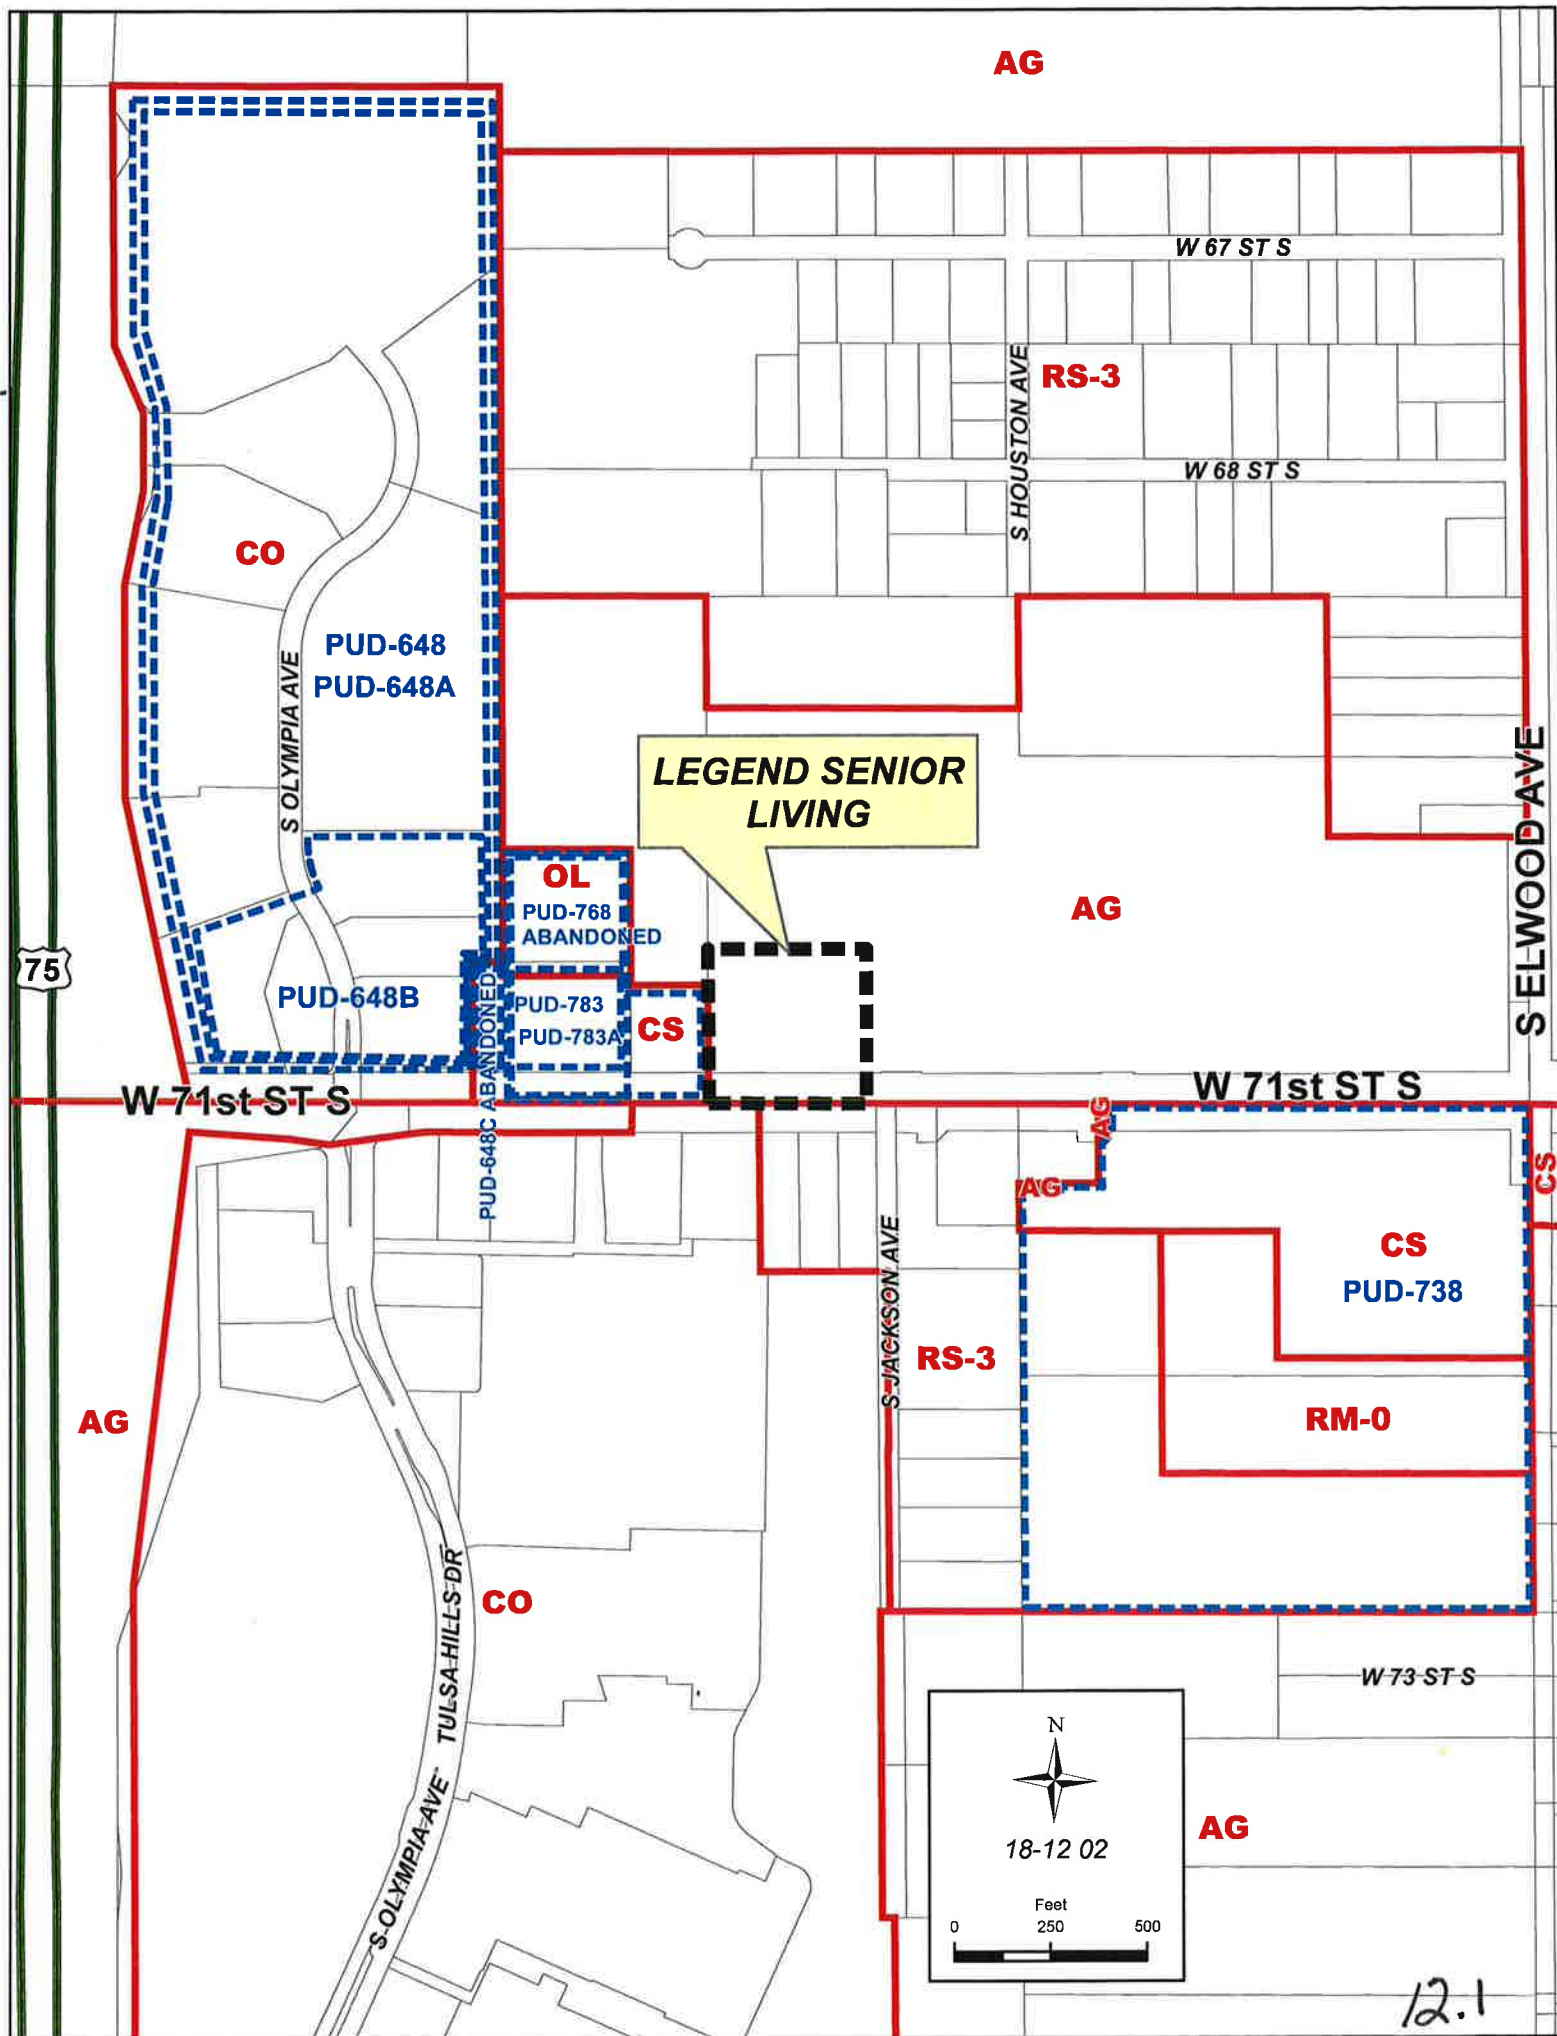 AG
W 67 ST S
RS-3
S HOUSTON AVE
W 68 ST S
CO
PUD-648
PUD-648A
S OLYMPIA AVE
LEGEND SENIOR
LIVING
S ELWOOD AVE
OL
PUD-768
ABANDONED
AG
75
PUD-648B
PUD-783
PUD-783A
CS
PUD-648C ABANDONED
W 71st ST S
W 71st ST S
AG
AG
CS
CS
PUD-738
S JACKSON AVE
RS-3
AG
RM-0
CO
TULSA HILLS DR
S OLYMPIA AVE
W 73 ST S
N
18-12 02
Feet
0 250 500
AG
12.1